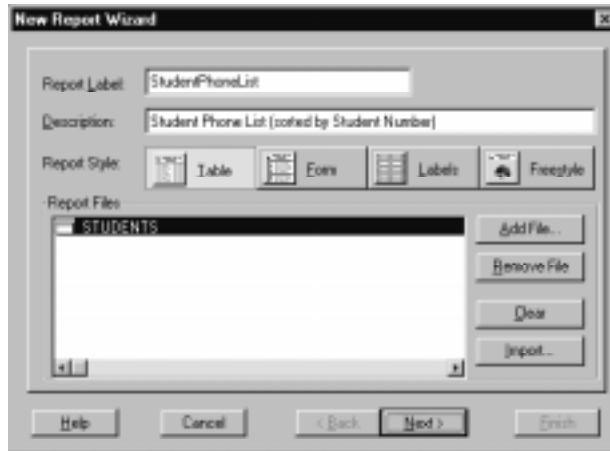 New Report Wizard
Report Label: StudentPhoneList
Description: Student Phone List (sorted by Student Number)
Report Style: Table Form Labels Freestyle
Report Files
STUDENTS
Add File...
Remove File
Clear
Import...
Help Cancel < Back Next > Finish